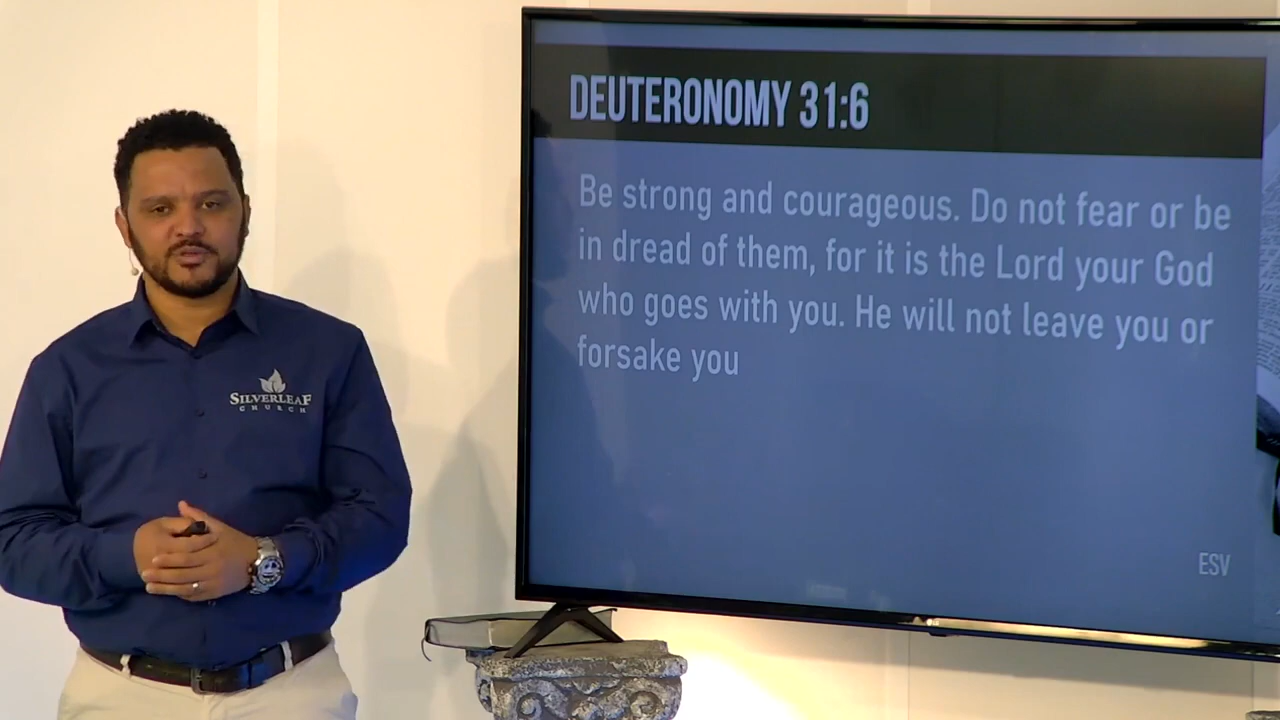 DEUTERONOMY 31:6
Be strong and courageous. Do not fear or be
in dread of them, for it is the Lord your God
who goes with you. He will not leave you or
forsake you
ESV
SILVERLEAF
CHURCH